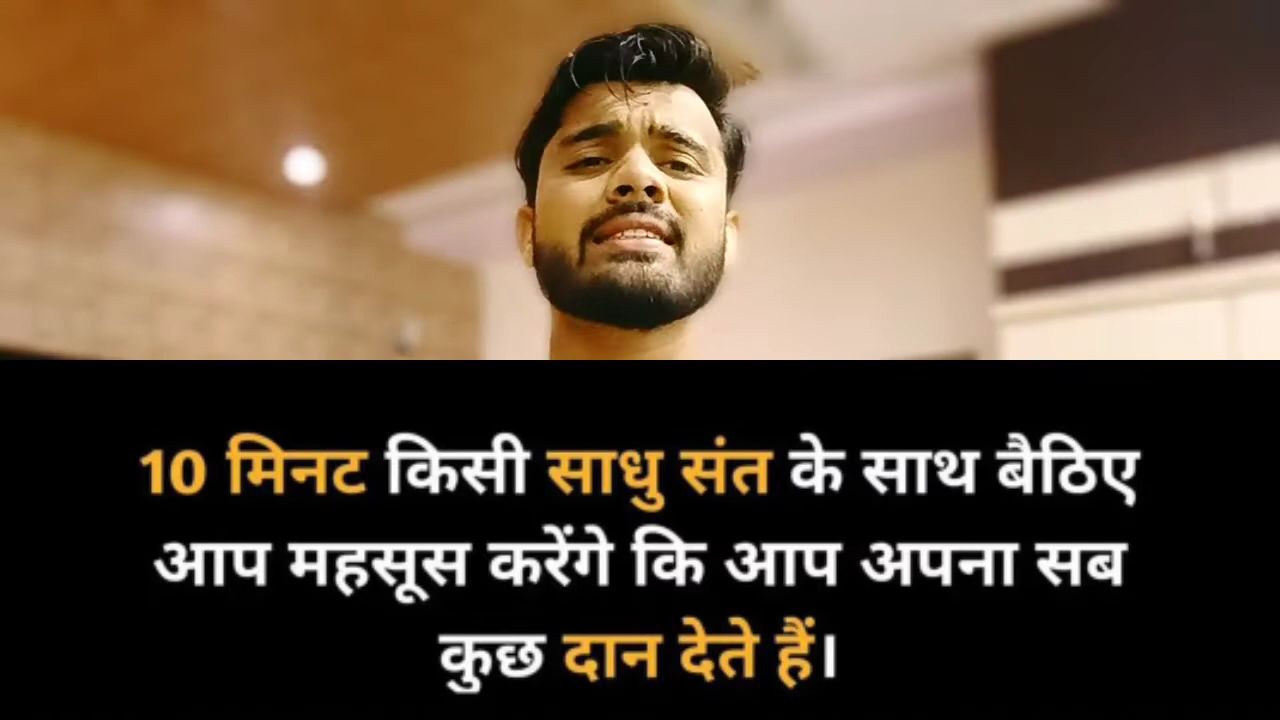 10 मिनट किसी साधु संत के साथ बैठिए
आप महसूस करेंगे कि आप अपना सब
कुछ दान देते हैं।